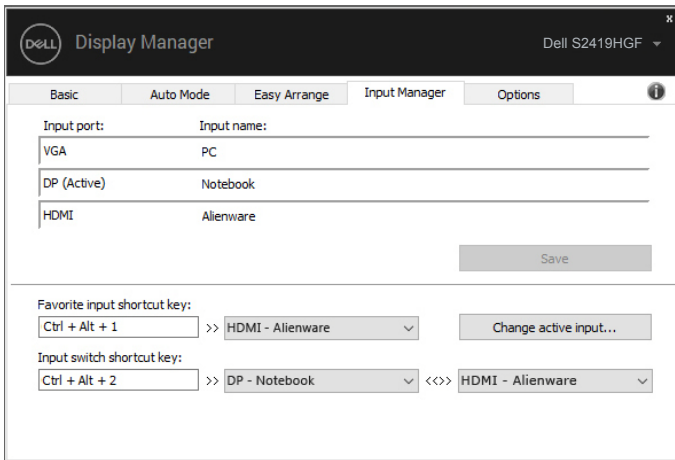 x
DELL Display Manager Dell S2419HGF
Basic Auto Mode Easy Arrange Input Manager Options i
Input port: Input name:
VGA PC
DP (Active) Notebook
HDMI Alienware
Save
Favorite input shortcut key:
Ctrl + Alt + 1 >> HDMI - Alienware Change active input...
Input switch shortcut key:
Ctrl + Alt + 2 >> DP - Notebook <<>> HDMI - Alienware